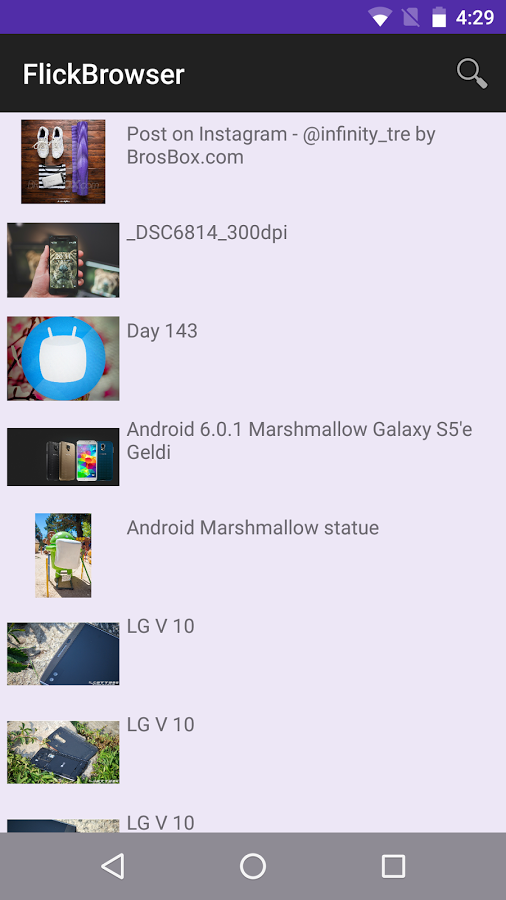 4:29
FlickBrowser
Post on Instagram - @infinity_tre by
BrosBox.com
_DSC6814_300dpi
Day 143
Android 6.0.1 Marshmallow Galaxy S5'e
Geldi
Android Marshmallow statue
LG V 10
LG V 10
LG V 10